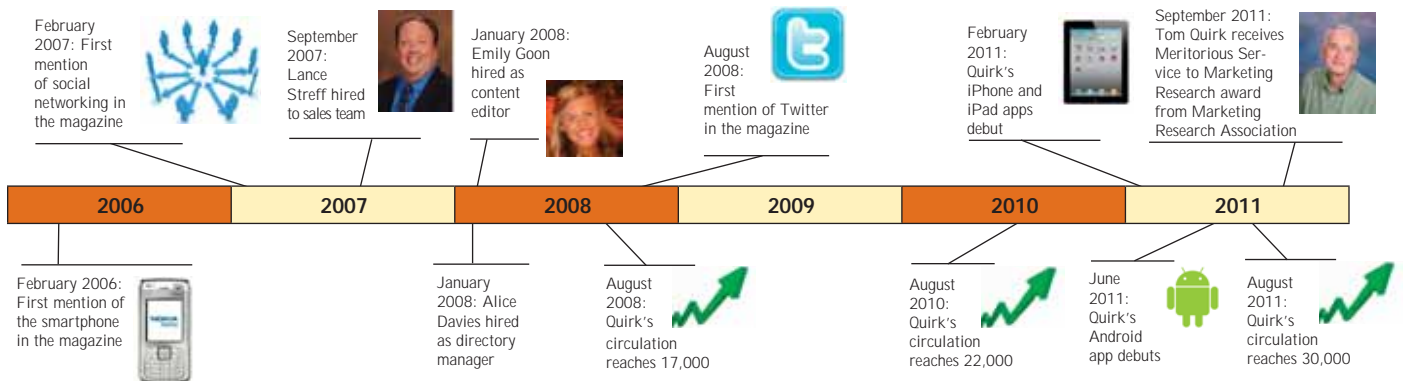 February
2007: First
mention
of social
networking in
the magazine
September
2007:
Lance
Streff hired
to sales team
January 2008:
Emily Goon
hired as
content
editor
August
2008:
First
mention of Twitter
in the magazine
February
2011:
Quirk's
iPhone and
iPad apps
debut
September 2011:
Tom Quirk receives
Meritorious Ser-
vice to Marketing
Research award
from Marketing
Research Association
2006
2007
2008
2009
2010
2011
February 2006:
First mention of
the smartphone
in the magazine
January
2008: Alice
Davies hired
as directory
manager
August
2008:
Quirk's
circulation
reaches 17,000
August
2010:
Quirk's
circulation
reaches 22,000
June
2011:
Quirk's
Android
app debuts
August
2011:
Quirk's
circulation
reaches 30,000